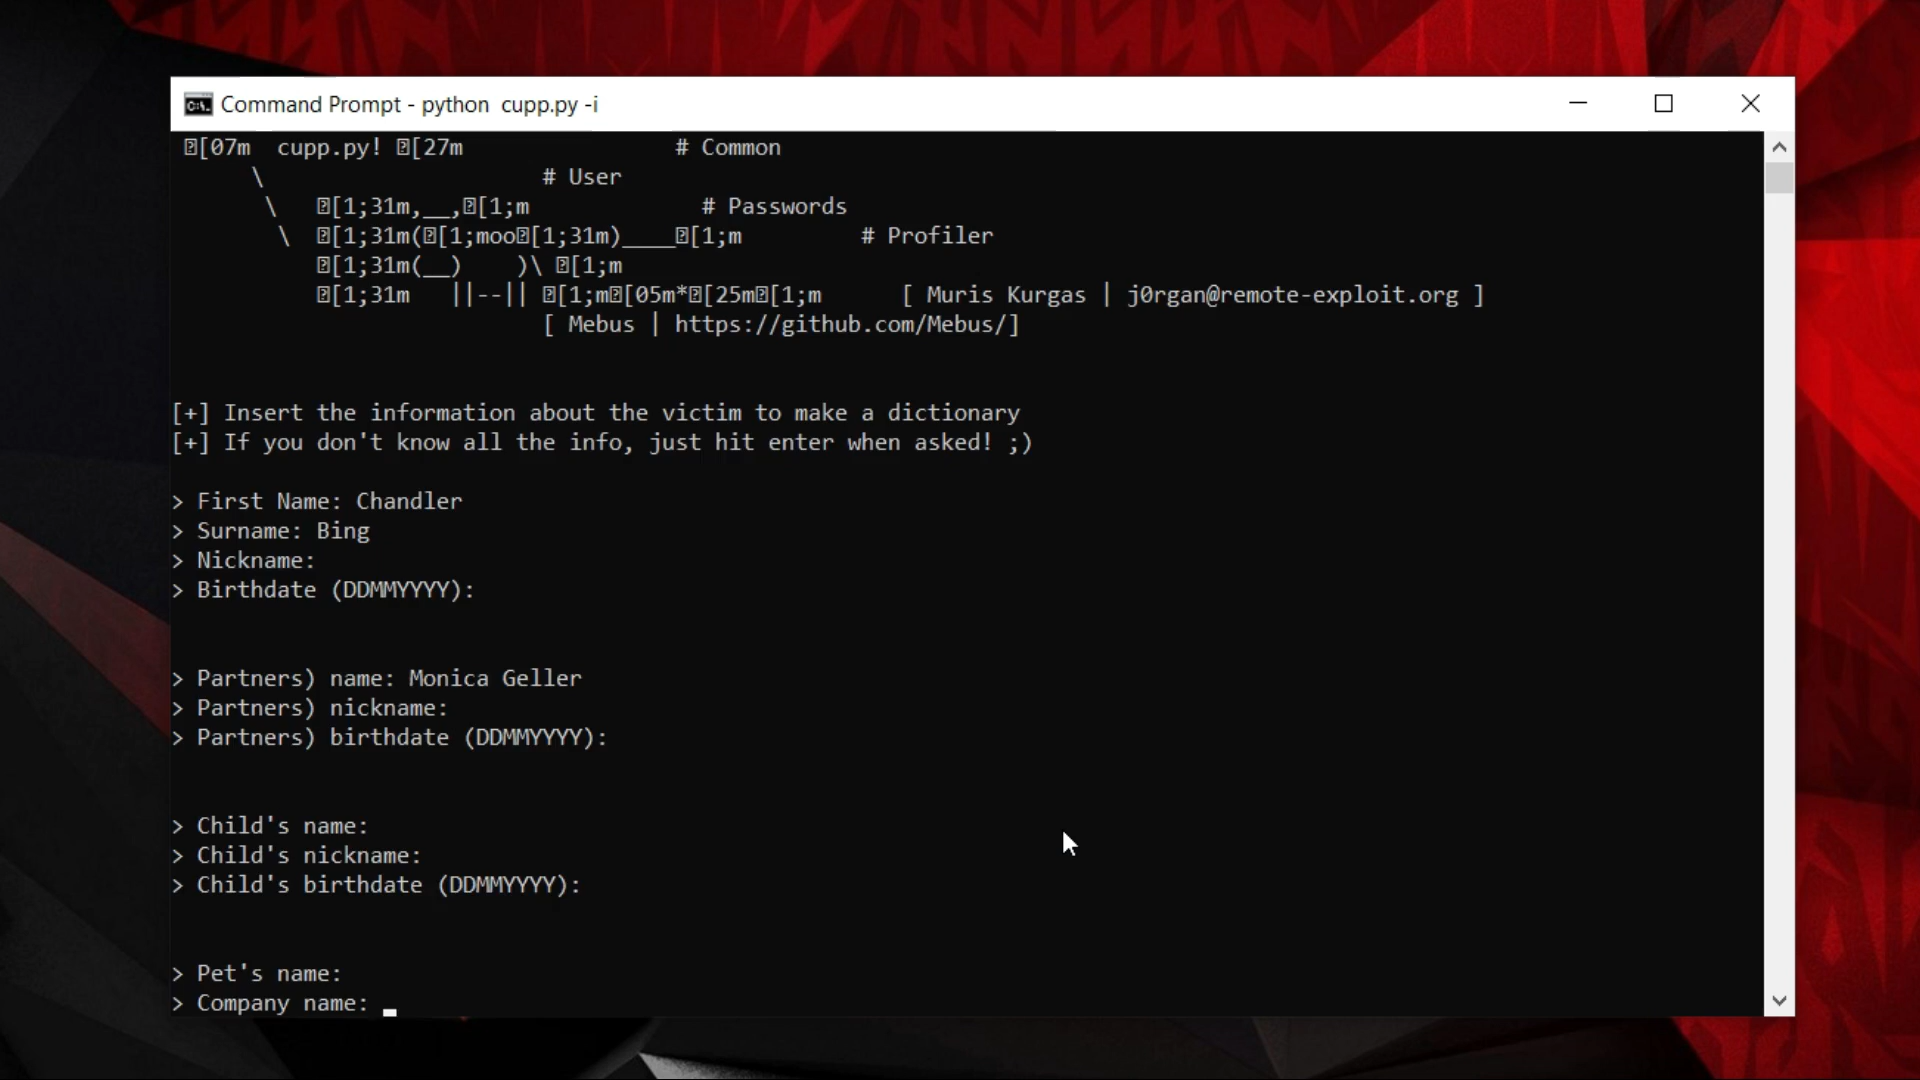 Command Prompt - python  cupp.py -i
⍰[07m  cupp.py! ⍰[27m                # Common
      \                     # User
       \   ⍰[1;31m,__,⍰[1;m             # Passwords
        \  ⍰[1;31m(⍰[1;moo⍰[1;31m)____⍰[1;m         # Profiler
           ⍰[1;31m(__)    )\ ⍰[1;m
           ⍰[1;31m   ||--|| ⍰[1;m⍰[05m*⍰[25m⍰[1;m      [ Muris Kurgas | j0rgan@remote-exploit.org ]
                            [ Mebus | https://github.com/Mebus/]
[+] Insert the information about the victim to make a dictionary
[+] If you don't know all the info, just hit enter when asked! ;)
> First Name: Chandler
> Surname: Bing
> Nickname:
> Birthdate (DDMMYYYY):
> Partners) name: Monica Geller
> Partners) nickname:
> Partners) birthdate (DDMMYYYY):
> Child's name:
> Child's nickname:
> Child's birthdate (DDMMYYYY):
> Pet's name:
> Company name: